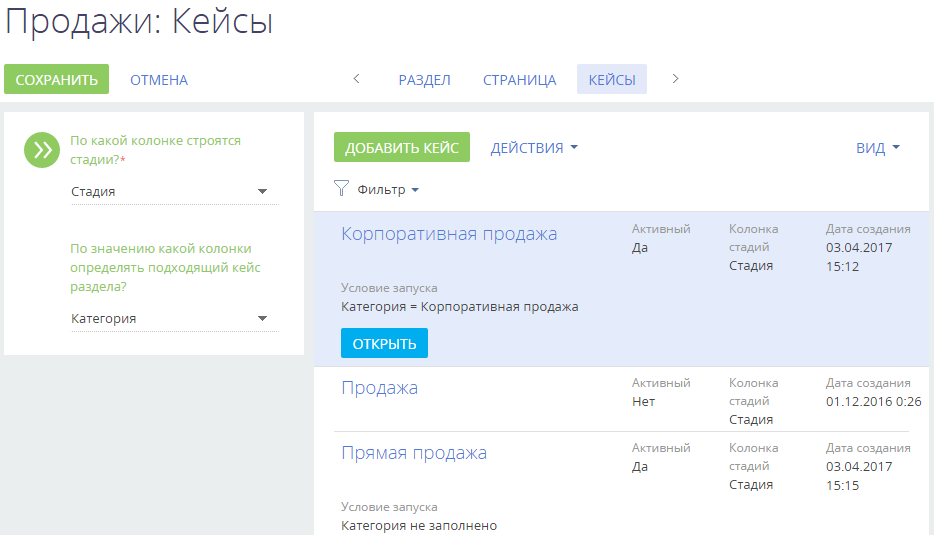 Продажи: Кейсы
СОХРАНИТЬ ОТМЕНА РАЗДЕЛ СТРАНИЦА КЕЙСЫ
По какой колонке строятся
стадии?*
Стадия
По значению какой колонки
определять подходящий кейс
раздела?
Категория
ДОБАВИТЬ КЕЙС ДЕЙСТВИЯ ВИД
Фильтр
Корпоративная продажа
Активный
Да
Колонка
стадий
Стадия
Дата создания
03.04.2017
15:12
Условие запуска
Категория = Корпоративная продажа
ОТКРЫТЬ
Продажа
Активный
Нет
Колонка
стадий
Стадия
Дата создания
01.12.2016 0:26
Прямая продажа
Активный
Да
Колонка
стадий
Стадия
Дата создания
03.04.2017
15:15
Условие запуска
Категория не заполнено